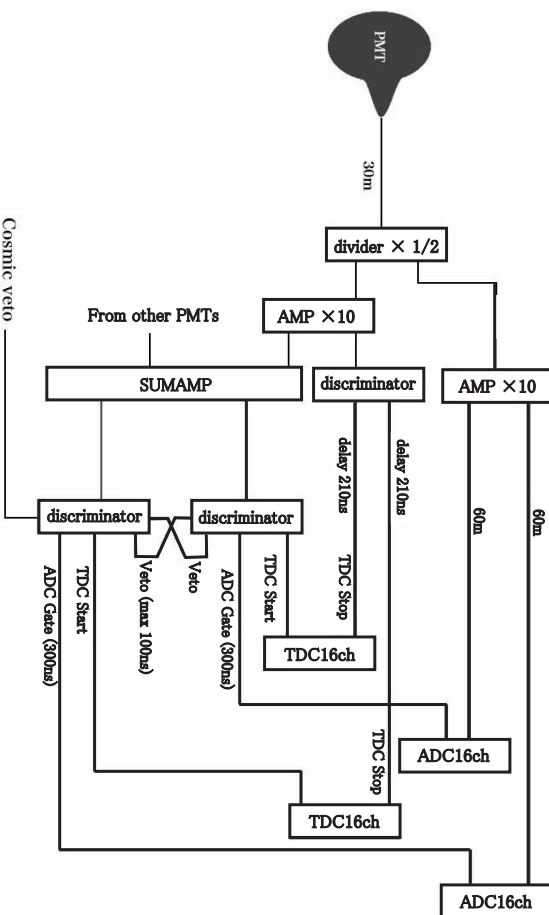 PMT
30m
divider × 1/2
From other PMTs
AMP ×10
SUMAMP
discriminator
AMP ×10
Cosmic veto
delay 210ns
delay 210ns
60m
60m
discriminator
discriminator
ADC Gate (300ns)
TDC Start
Veto (max 100ns)
Veto
ADC Gate (300ns)
TDC Start
TDC Stop
TDC16ch
TDC Stop
ADC16ch
TDC16ch
ADC16ch